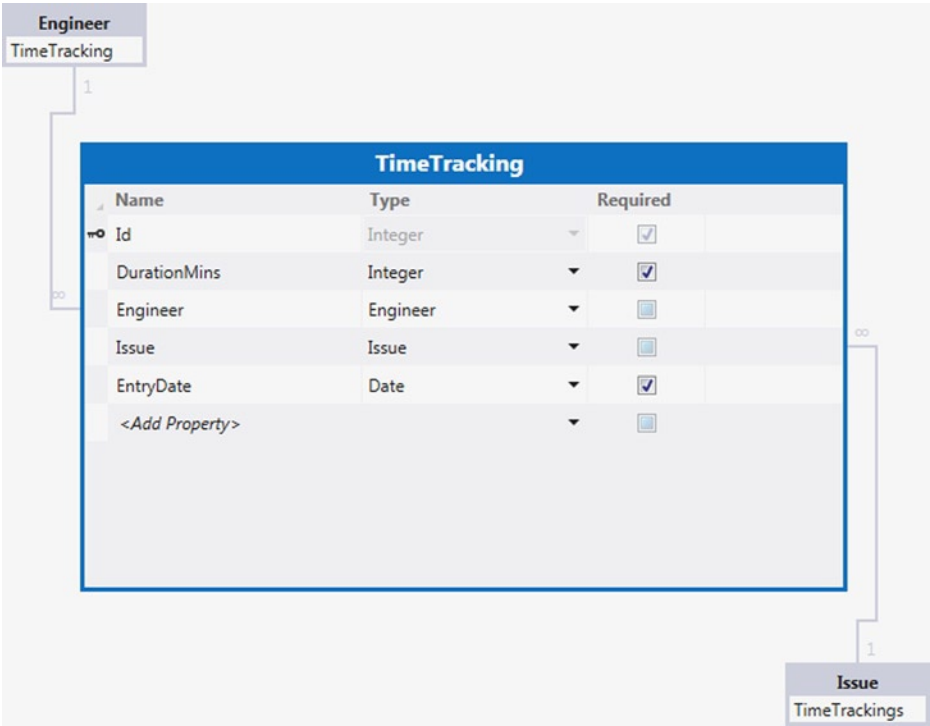 Engineer
TimeTracking
1
TimeTracking
Name Type Required
Id Integer
DurationMins Integer
∞
Engineer Engineer
∞
Issue Issue
EntryDate Date
<Add Property>
1
Issue
TimeTrackings